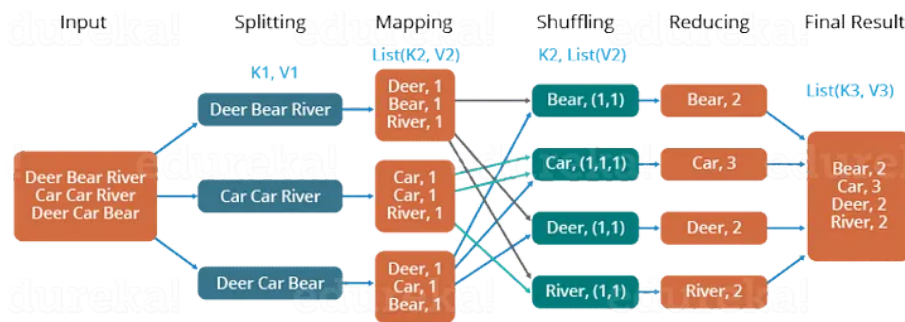 Input
Splitting
Mapping
Shuffling
Reducing
Final Result
K1, V1
List(K2, V2)
K2, List(V2)
List(K3, V3)
Deer Bear River
Car Car River
Deer Car Bear
Deer Bear River
Car Car River
Deer Car Bear
Deer, 1
Bear, 1
River, 1
Car, 1
Car, 1
River, 1
Deer, 1
Car, 1
Bear, 1
Bear, (1,1)
Car, (1,1,1)
Deer, (1,1)
River, (1,1)
Bear, 2
Car, 3
Deer, 2
River, 2
Bear, 2
Car, 3
Deer, 2
River, 2
edureka!